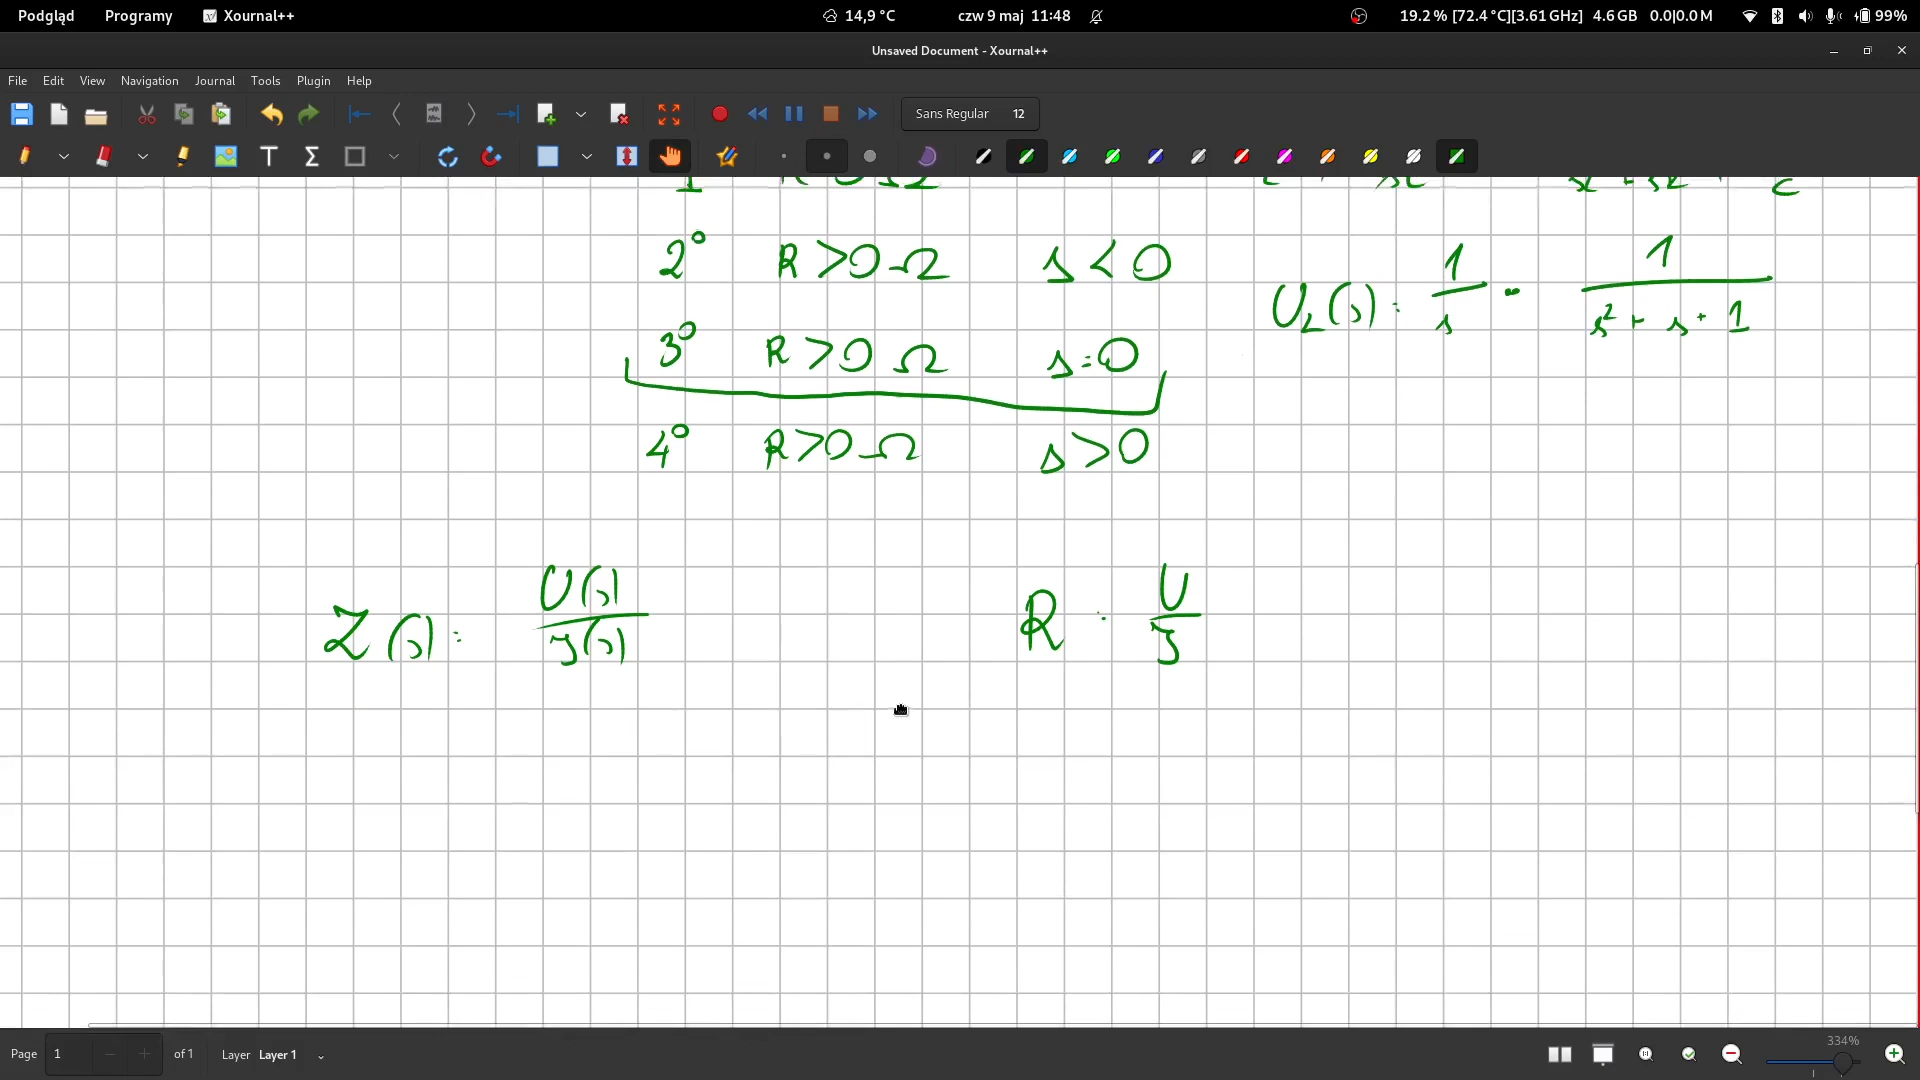 Podgląd Programy Xournal++ 14,9 °C czw 9 maj 11:48 19.2 % [72.4 °C][3.61 GHz] 4.6 GB 0.0|0.0 M 99%
Unsaved Document - Xournal++
File Edit View Navigation Journal Tools Plugin Help
Sans Regular 12
2° R > 0 Ω s < 0
U_L(s) = 1/s · 1/(s² + s + 1)
3° R > 0 Ω s = 0
4° R > 0 Ω s > 0
Z(s) = U(s)/I(s) R = U/I
334%
Page 1 of 1 Layer Layer 1